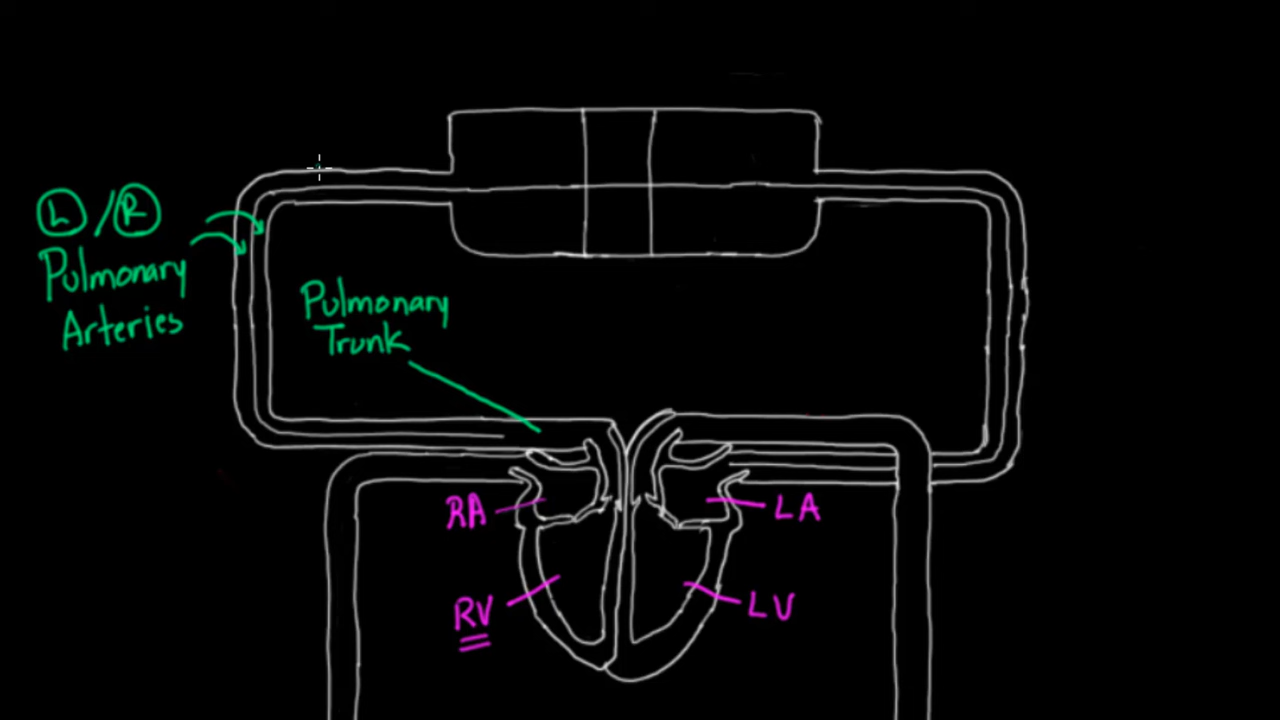 L / R
Pulmonary
Arteries
Pulmonary
Trunk
RA
LA
RV
LV